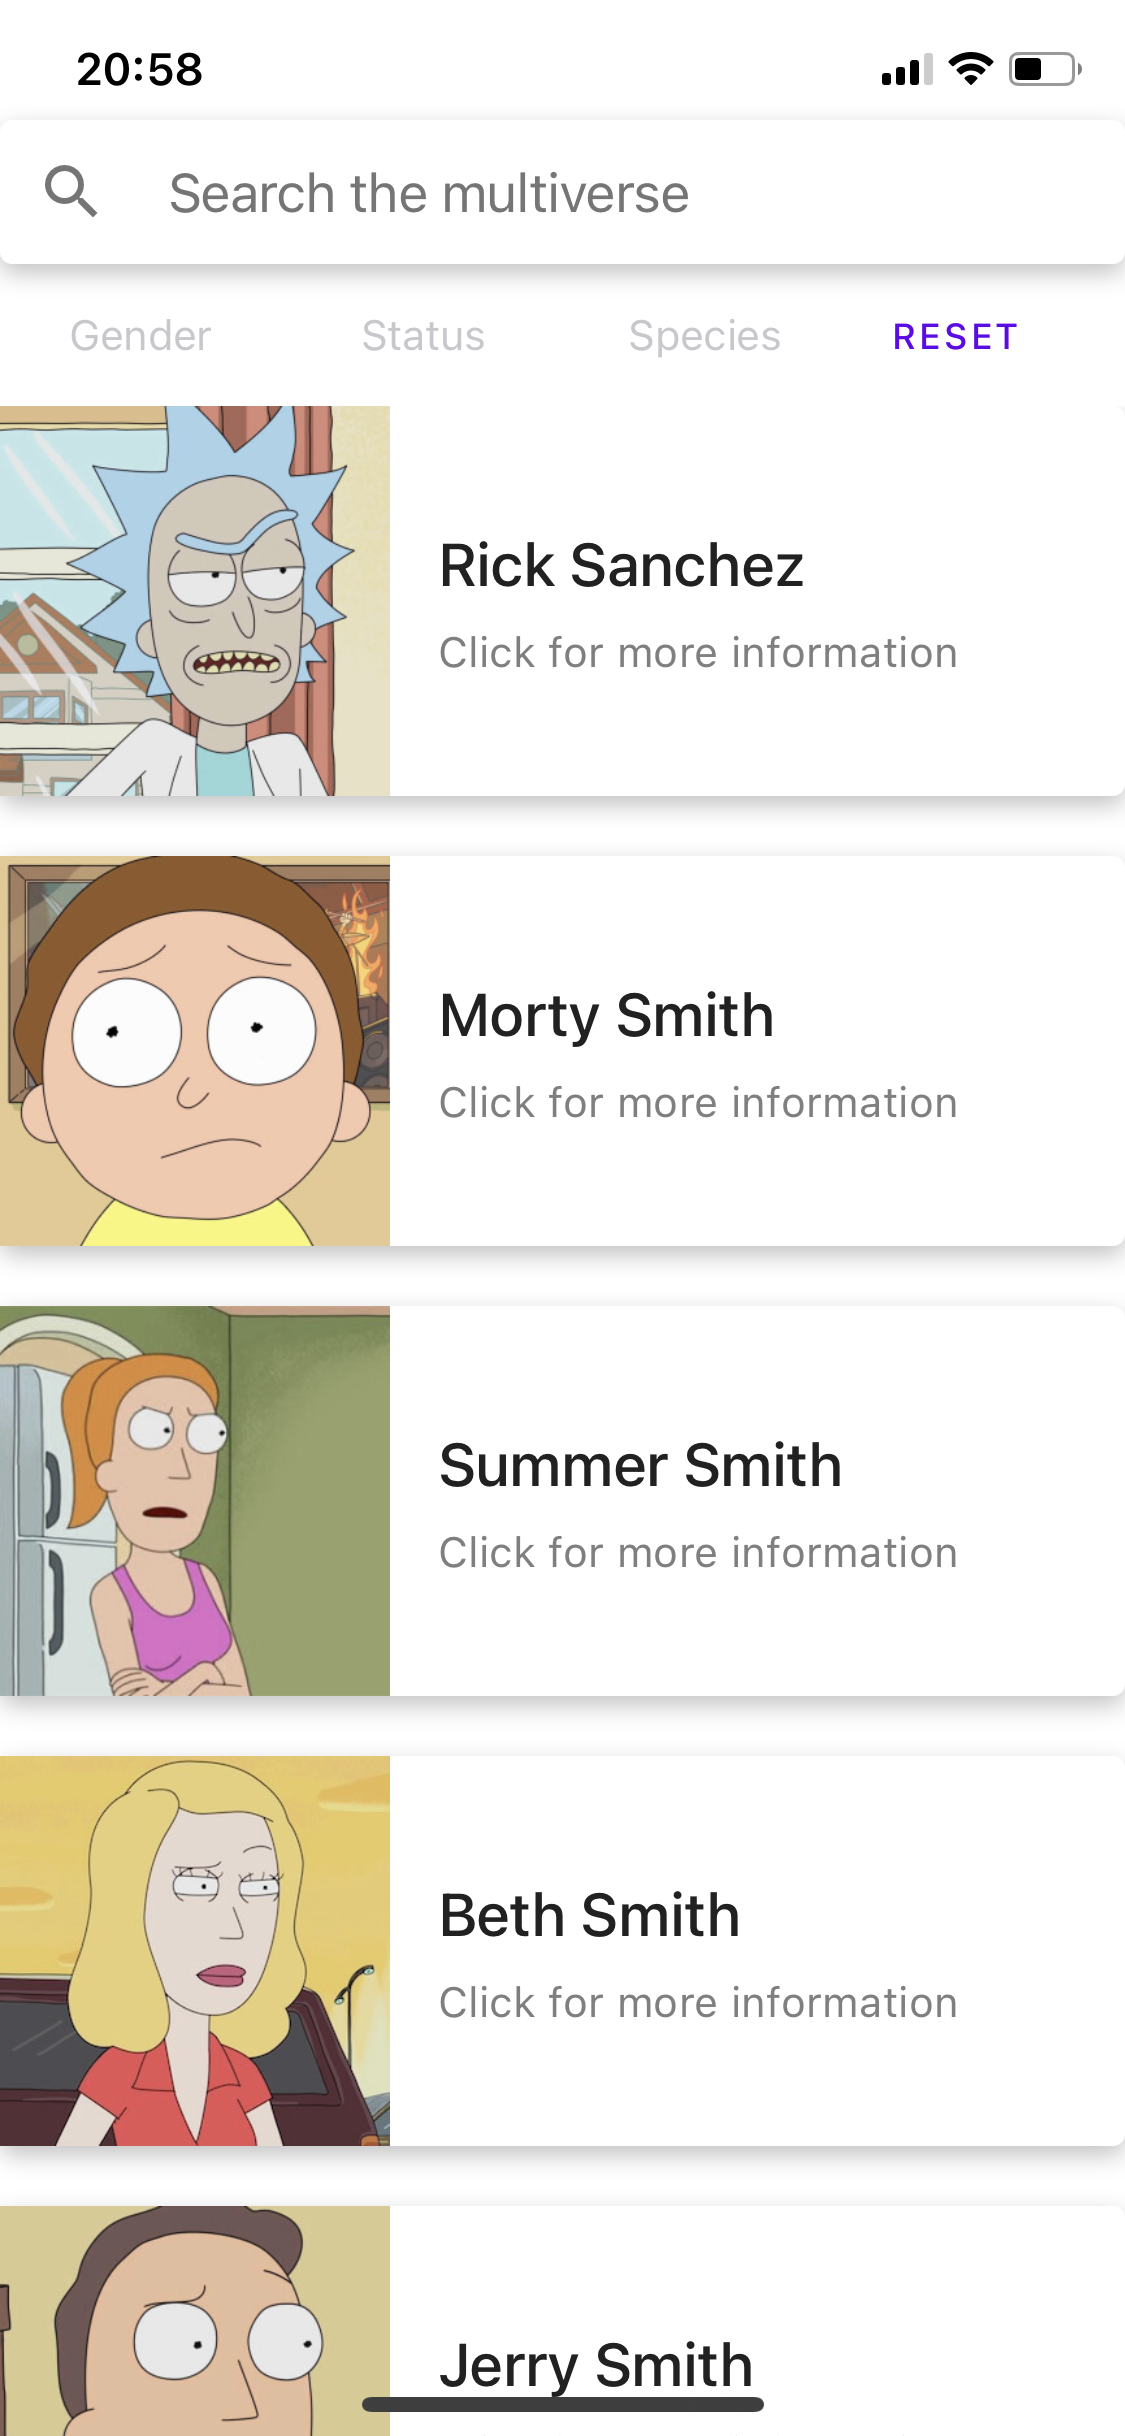 20:58
Search the multiverse
Gender Status Species RESET
Rick Sanchez
Click for more information
Morty Smith
Click for more information
Summer Smith
Click for more information
Beth Smith
Click for more information
Jerry Smith